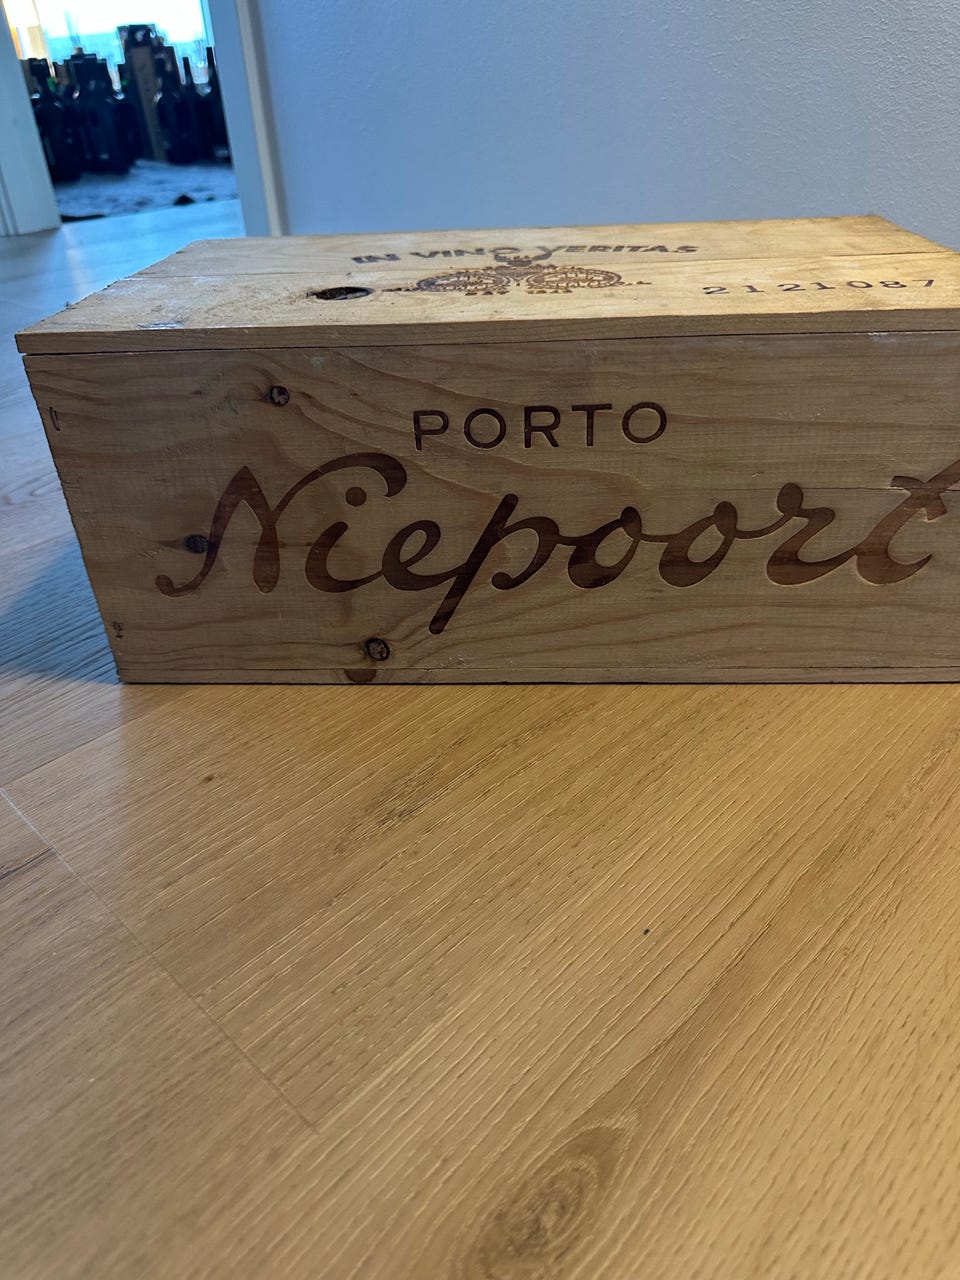 IN VINO VERITAS
2121087
PORTO
Niepoort